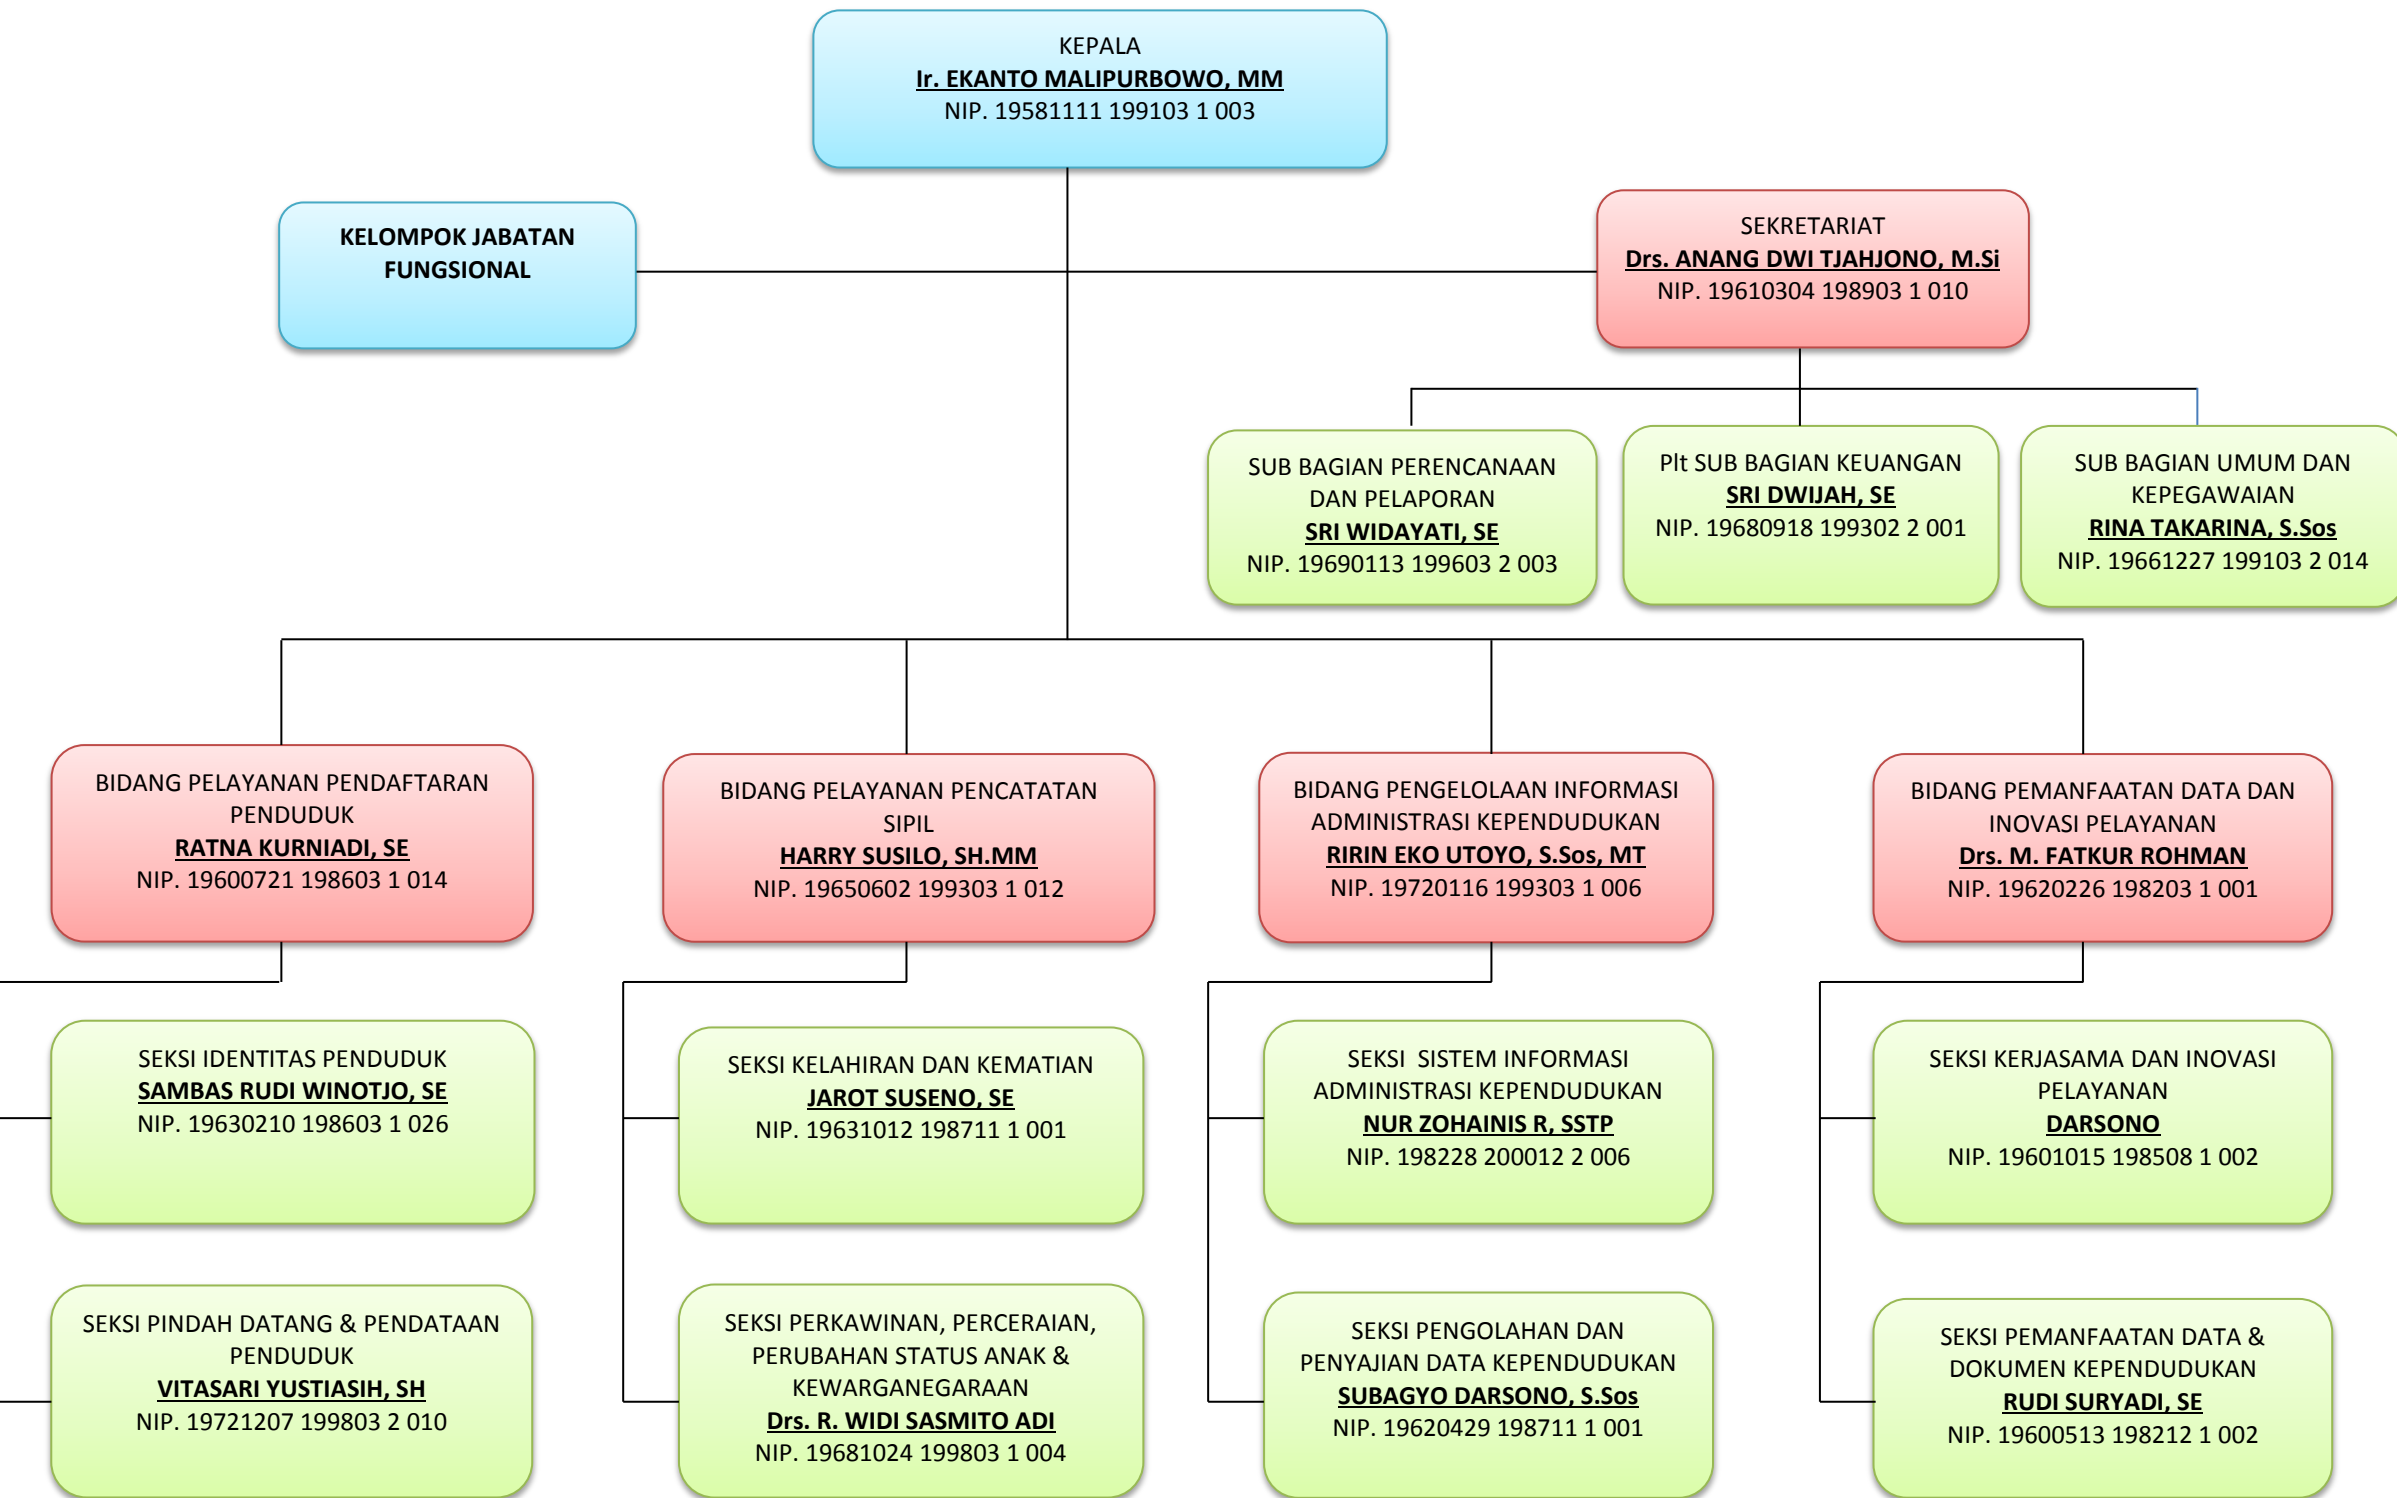 KEPALA
Ir. EKANTO MALIPURBOWO, MM
NIP. 19581111 199103 1 003
KELOMPOK JABATAN
FUNGSIONAL
SEKRETARIAT
Drs. ANANG DWI TJAHJONO, M.Si
NIP. 19610304 198903 1 010
SUB BAGIAN PERENCANAAN
DAN PELAPORAN
SRI WIDAYATI, SE
NIP. 19690113 199603 2 003
Plt SUB BAGIAN KEUANGAN
SRI DWIJAH, SE
NIP. 19680918 199302 2 001
SUB BAGIAN UMUM DAN
KEPEGAWAIAN
RINA TAKARINA, S.Sos
NIP. 19661227 199103 2 014
BIDANG PELAYANAN PENDAFTARAN
PENDUDUK
RATNA KURNIADI, SE
NIP. 19600721 198603 1 014
BIDANG PELAYANAN PENCATATAN
SIPIL
HARRY SUSILO, SH.MM
NIP. 19650602 199303 1 012
BIDANG PENGELOLAAN INFORMASI
ADMINISTRASI KEPENDUDUKAN
RIRIN EKO UTOYO, S.Sos, MT
NIP. 19720116 199303 1 006
BIDANG PEMANFAATAN DATA DAN
INOVASI PELAYANAN
Drs. M. FATKUR ROHMAN
NIP. 19620226 198203 1 001
SEKSI IDENTITAS PENDUDUK
SAMBAS RUDI WINOTJO, SE
NIP. 19630210 198603 1 026
SEKSI KELAHIRAN DAN KEMATIAN
JAROT SUSENO, SE
NIP. 19631012 198711 1 001
SEKSI  SISTEM INFORMASI
ADMINISTRASI KEPENDUDUKAN
NUR ZOHAINIS R, SSTP
NIP. 198228 200012 2 006
SEKSI KERJASAMA DAN INOVASI
PELAYANAN
DARSONO
NIP. 19601015 198508 1 002
SEKSI PINDAH DATANG & PENDATAAN
PENDUDUK
VITASARI YUSTIASIH, SH
NIP. 19721207 199803 2 010
SEKSI PERKAWINAN, PERCERAIAN,
PERUBAHAN STATUS ANAK &
KEWARGANEGARAAN
Drs. R. WIDI SASMITO ADI
NIP. 19681024 199803 1 004
SEKSI PENGOLAHAN DAN
PENYAJIAN DATA KEPENDUDUKAN
SUBAGYO DARSONO, S.Sos
NIP. 19620429 198711 1 001
SEKSI PEMANFAATAN DATA &
DOKUMEN KEPENDUDUKAN
RUDI SURYADI, SE
NIP. 19600513 198212 1 002